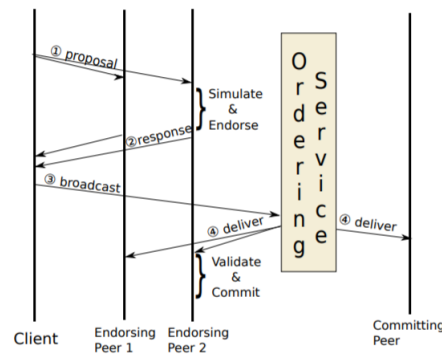 ① proposal
Simulate
&
Endorse
②response
③ broadcast
Ordering
Service
④ deliver
④ deliver
Validate
&
Commit
Client
Endorsing
Peer 1
Endorsing
Peer 2
Committing
Peer